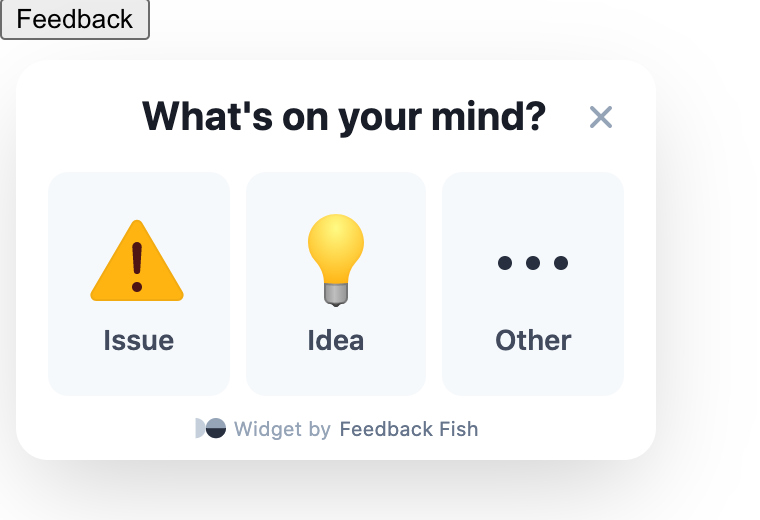 Feedback
What's on your mind?
Issue
Idea
Other
Widget by Feedback Fish